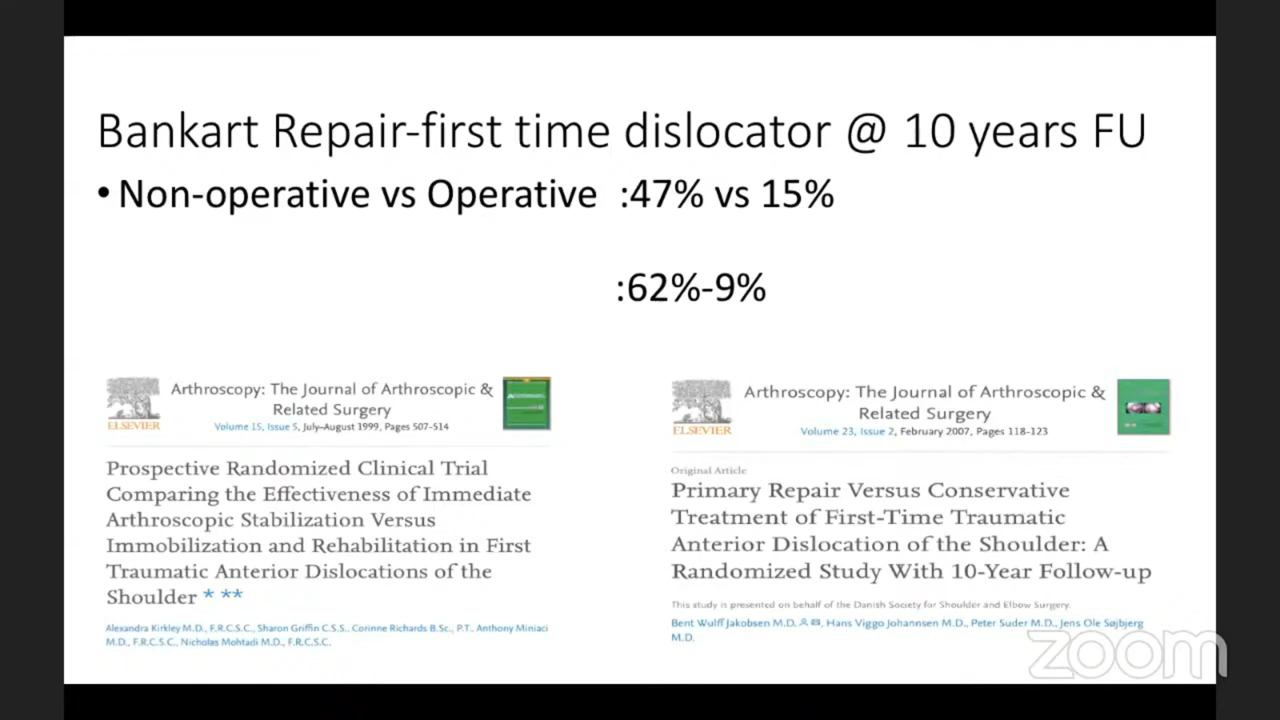 Bankart Repair-first time dislocator @ 10 years FU
• Non-operative vs Operative :47% vs 15%
:62%-9%
ELSEVIER
Arthroscopy: The Journal of Arthroscopic &
Related Surgery
Volume 15, Issue 5, July–August 1999, Pages 507-514
Prospective Randomized Clinical Trial
Comparing the Effectiveness of Immediate
Arthroscopic Stabilization Versus
Immobilization and Rehabilitation in First
Traumatic Anterior Dislocations of the
Shoulder * **
Alexandra Kirkley M.D., F.R.C.S.C., Sharon Griffin C.S.S., Corinne Richards B.Sc., P.T., Anthony Miniaci
M.D., F.R.C.S.C., Nicholas Mohtadi M.D., F.R.C.S.C.
ELSEVIER
Arthroscopy: The Journal of Arthroscopic &
Related Surgery
Volume 23, Issue 2, February 2007, Pages 118-123
Original Article
Primary Repair Versus Conservative
Treatment of First-Time Traumatic
Anterior Dislocation of the Shoulder: A
Randomized Study With 10-Year Follow-up
This study is presented on behalf of the Danish Society for Shoulder and Elbow Surgery.
Bent Wulff Jakobsen M.D., Hans Viggo Johannsen M.D., Peter Suder M.D., Jens Ole Søjbjerg
M.D.
zoom